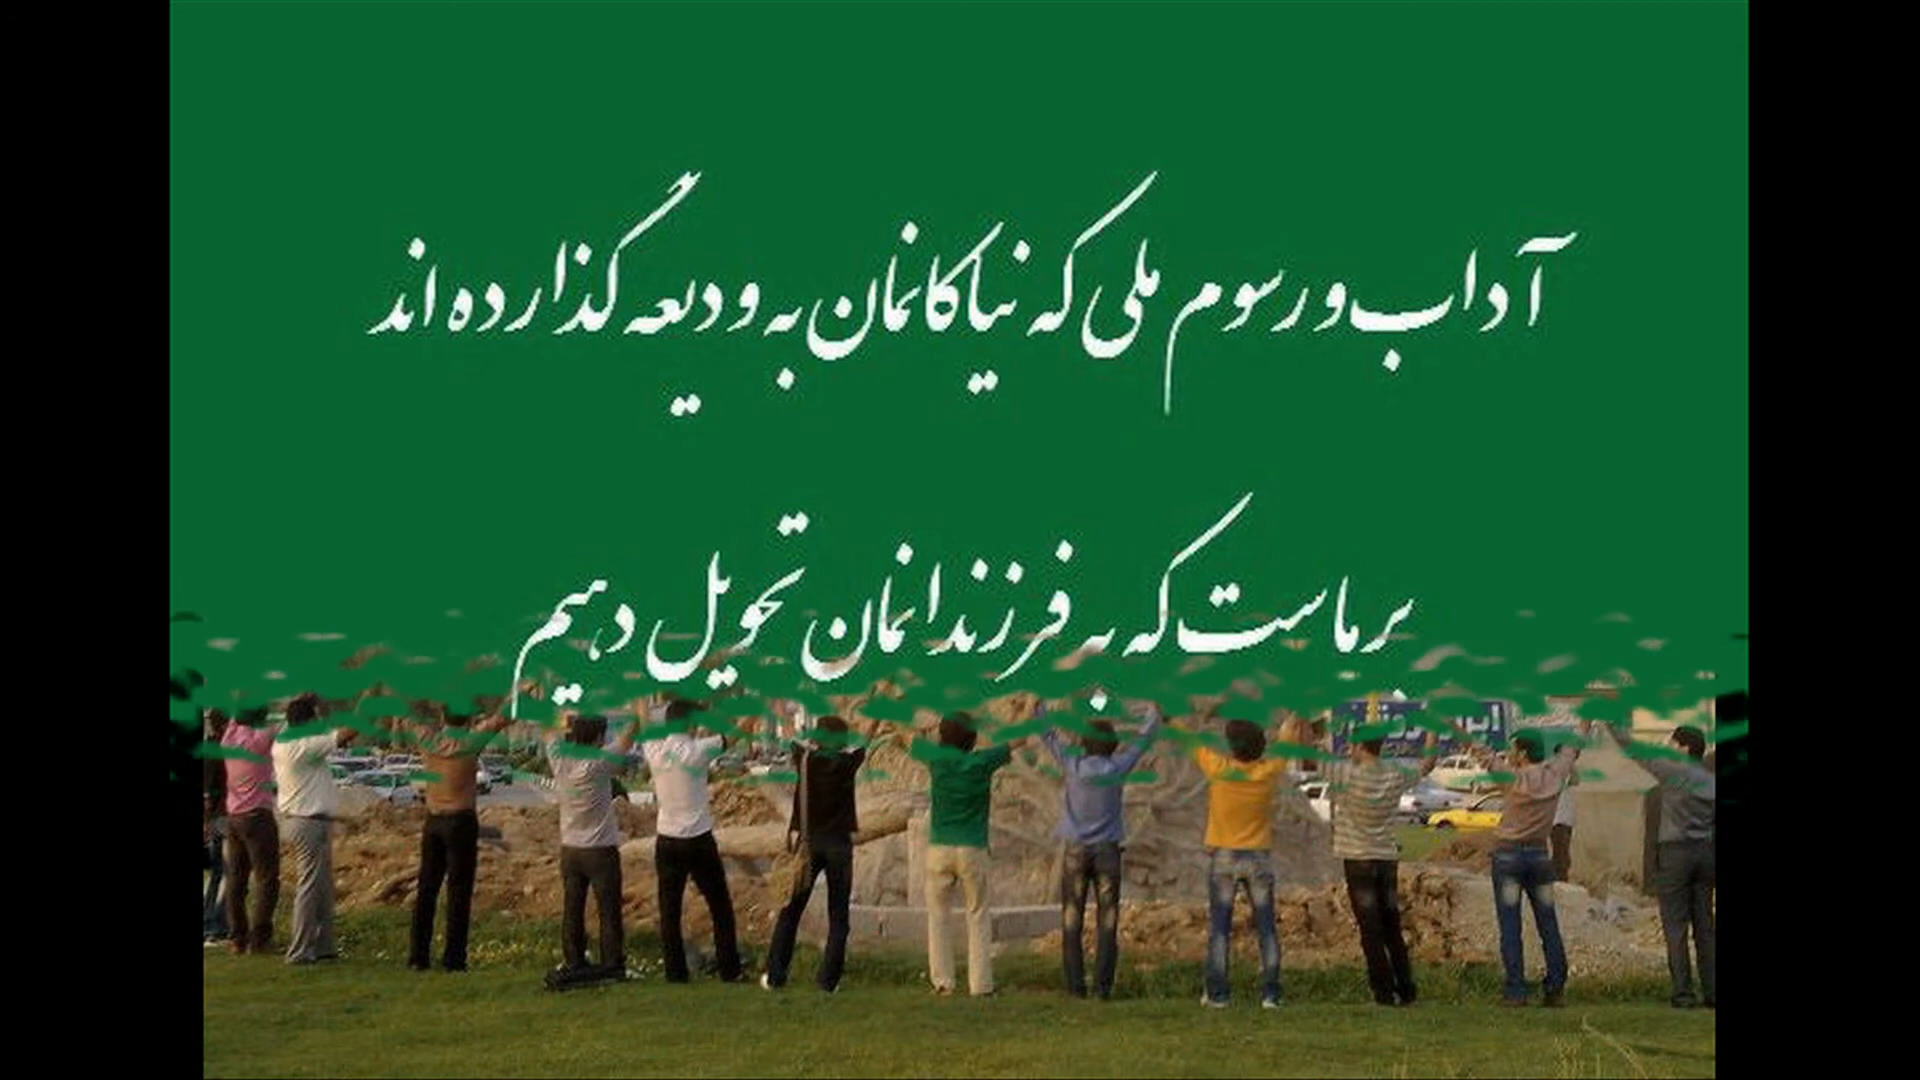 آداب و رسوم ملی که نیاکانمان به ودیعه گذارده اند
بر ماست که به فرزندانمان تحویل دهیم